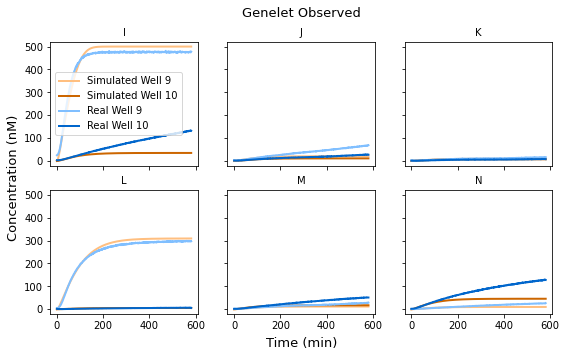 Genelet Observed
I
J
K
500
400
300
200
100
0
Simulated Well 9
Simulated Well 10
Real Well 9
Real Well 10
Concentration (nM)
L
M
N
500
400
300
200
100
0
0 200 400 600
0 200 400 600
0 200 400 600
Time (min)